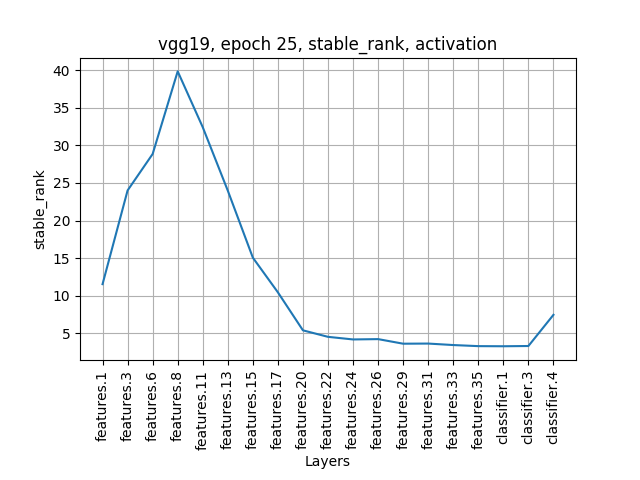 vgg19, epoch 25, stable_rank, activation
40
35
30
25
20
15
10
5
stable_rank
features.1
features.3
features.6
features.8
features.11
features.13
features.15
features.17
features.20
features.22
features.24
features.26
features.29
features.31
features.33
features.35
classifier.1
classifier.3
classifier.4
Layers